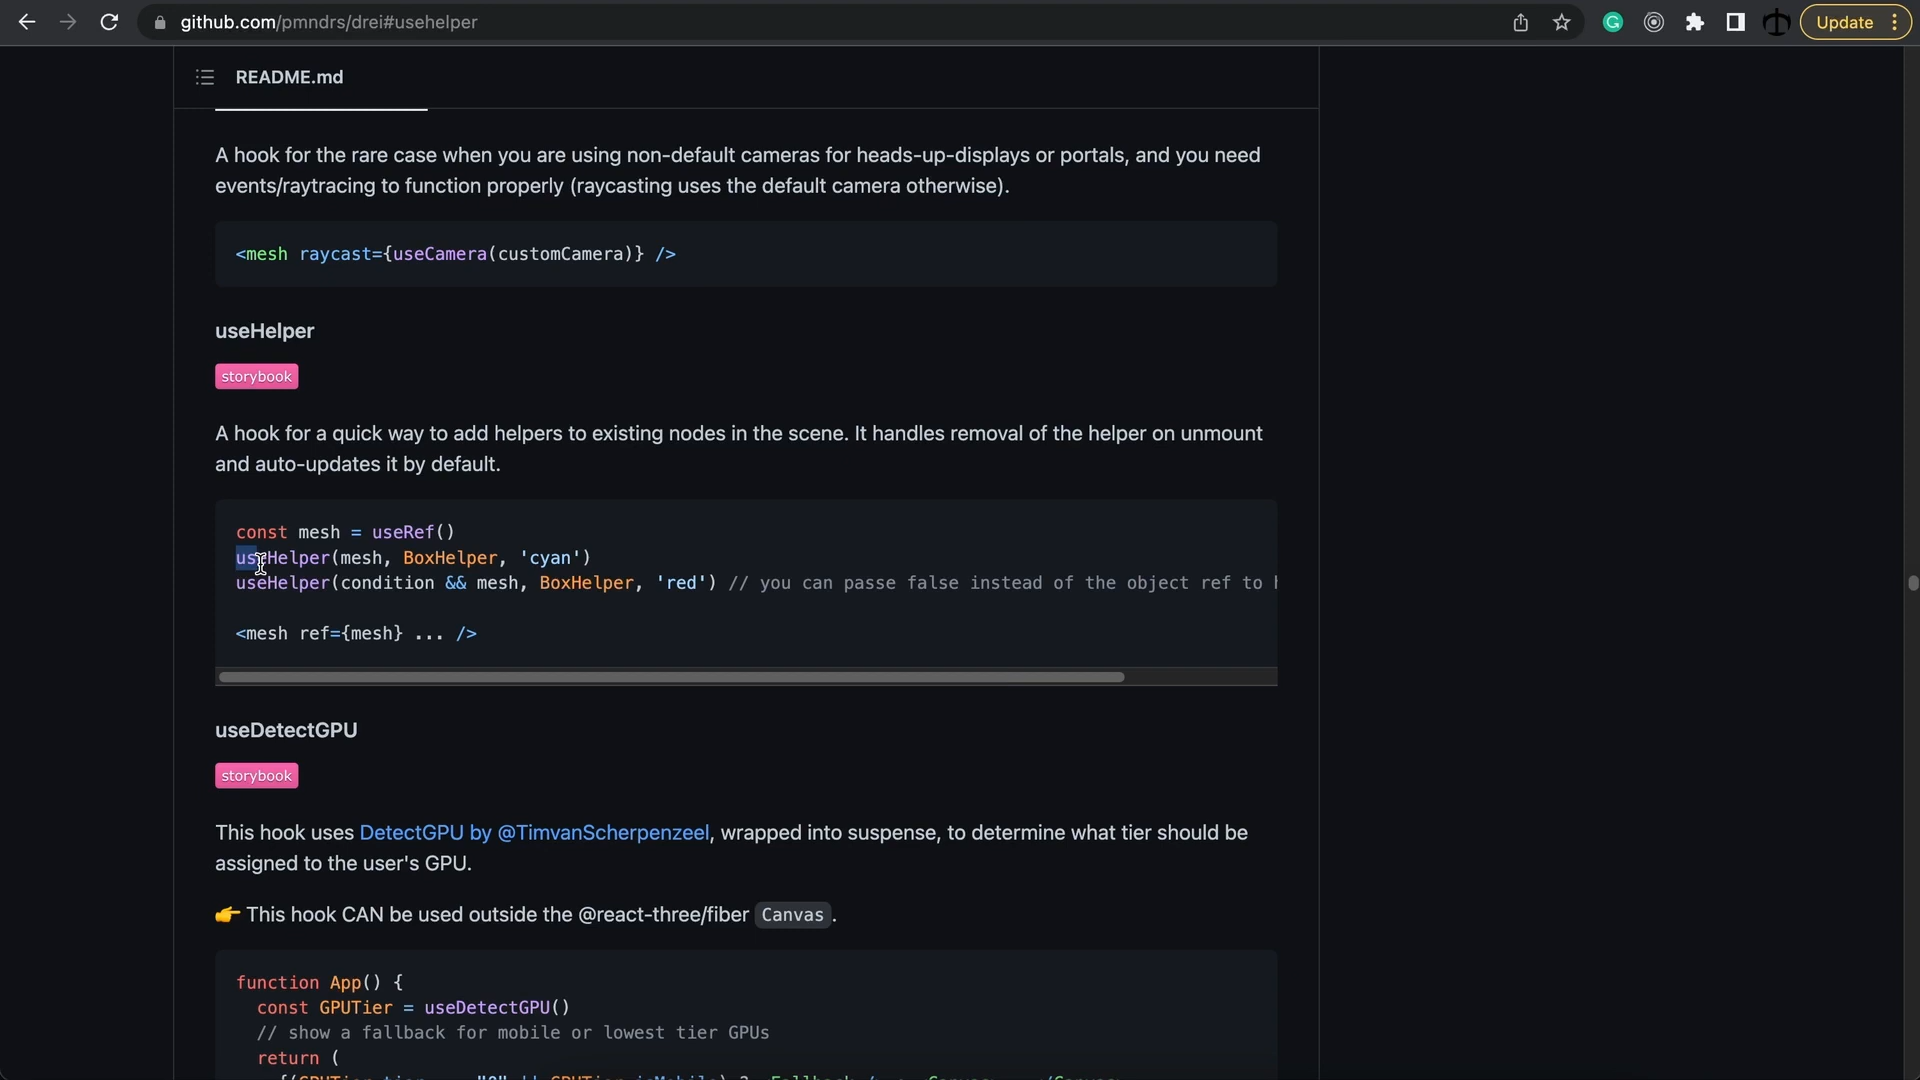 github.com/pmndrs/drei#usehelper
Update
README.md
A hook for the rare case when you are using non-default cameras for heads-up-displays or portals, and you need
events/raytracing to function properly (raycasting uses the default camera otherwise).
<mesh raycast={useCamera(customCamera)} />
useHelper
storybook
A hook for a quick way to add helpers to existing nodes in the scene. It handles removal of the helper on unmount
and auto-updates it by default.
const mesh = useRef()
useHelper(mesh, BoxHelper, 'cyan')
useHelper(condition && mesh, BoxHelper, 'red') // you can passe false instead of the object ref to
<mesh ref={mesh} ... />
useDetectGPU
storybook
This hook uses DetectGPU by @TimvanScherpenzeel, wrapped into suspense, to determine what tier should be
assigned to the user's GPU.
👉 This hook CAN be used outside the @react-three/fiber Canvas.
function App() {
const GPUTier = useDetectGPU()
// show a fallback for mobile or lowest tier GPUs
return (